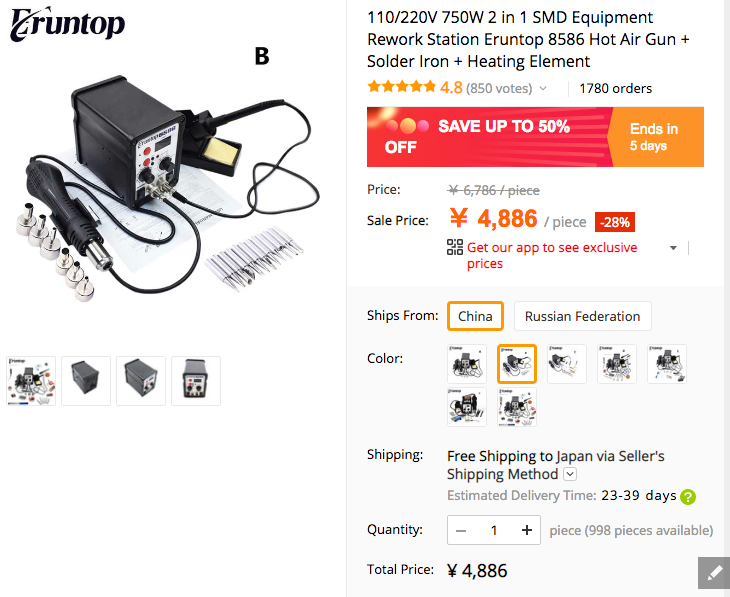 Eruntop
B
110/220V 750W 2 in 1 SMD Equipment
Rework Station Eruntop 8586 Hot Air Gun +
Solder Iron + Heating Element
4.8 (850 votes)
1780 orders
SAVE UP TO 50%
OFF
Ends in
5 days
Price:
¥ 6,786 / piece
Sale Price:
¥ 4,886 / piece
-28%
Get our app to see exclusive
prices
Ships From:
China
Russian Federation
Color:
Shipping:
Free Shipping to Japan via Seller's
Shipping Method
Estimated Delivery Time: 23-39 days ?
Quantity:
− 1 +
piece (998 pieces available)
Total Price:
¥ 4,886